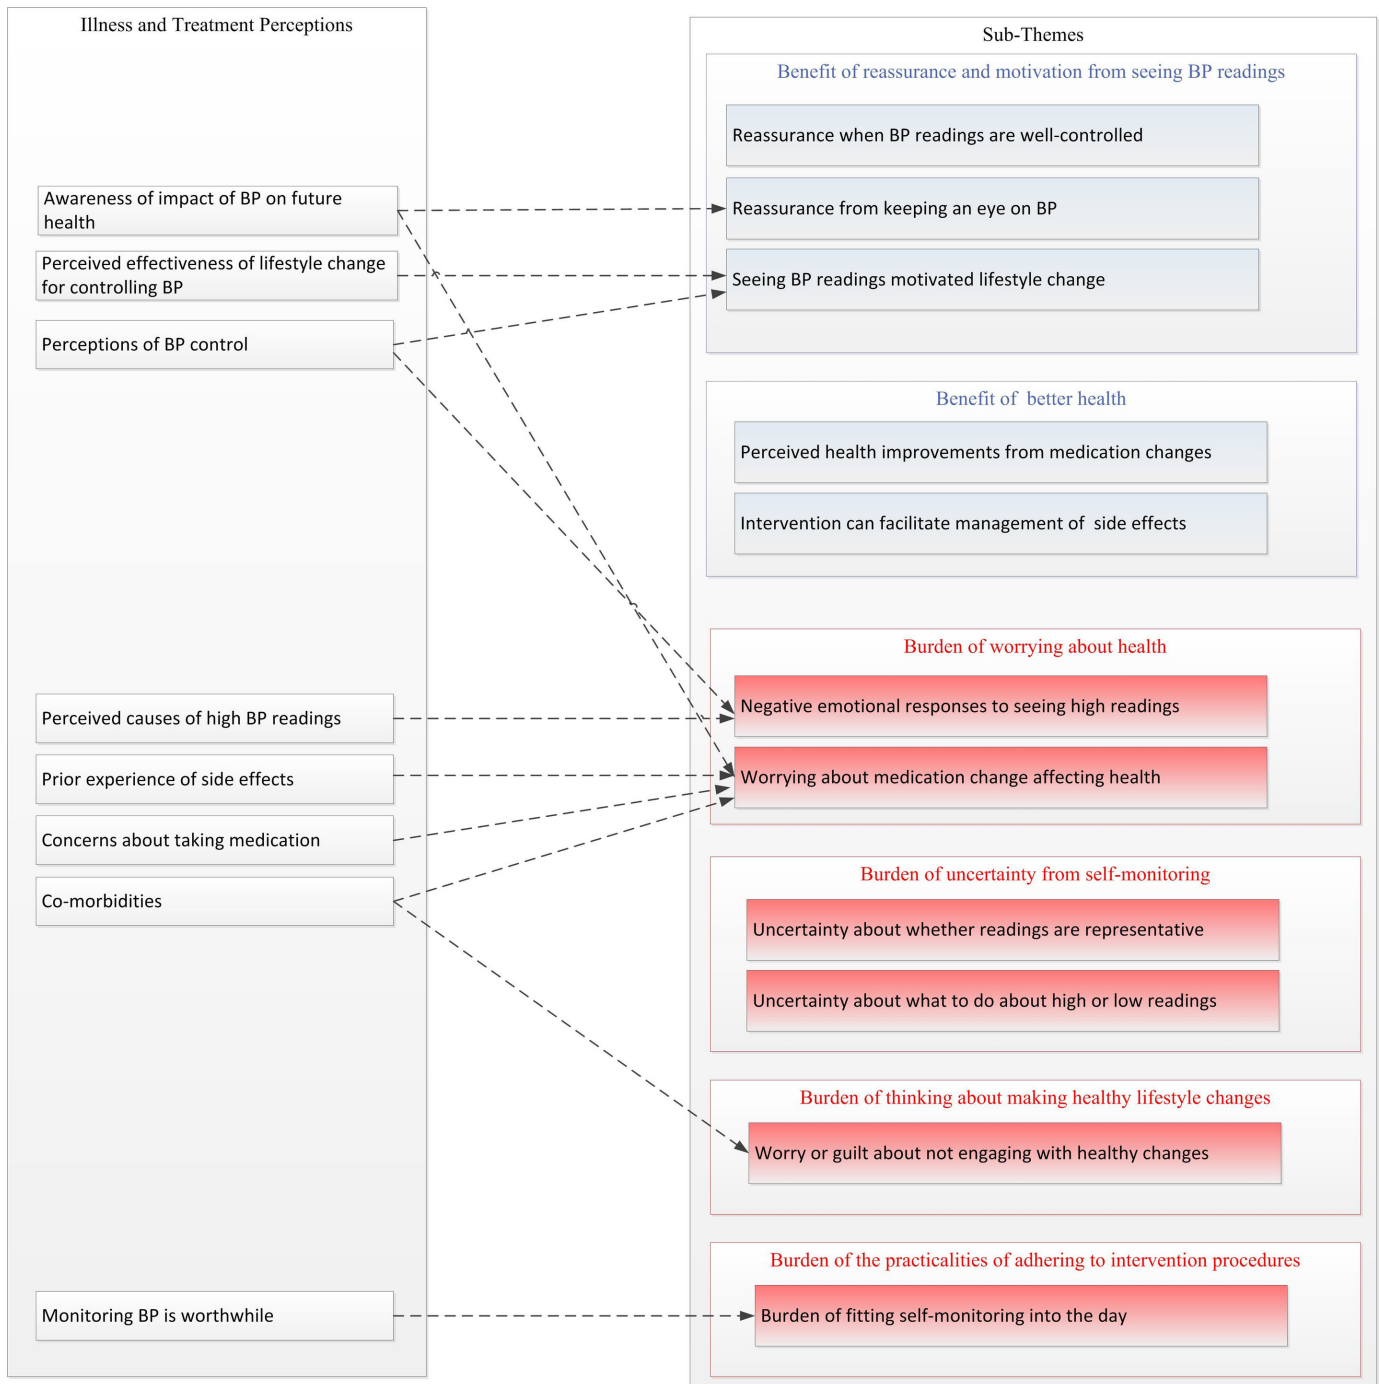 Illness and Treatment Perceptions
Awareness of impact of BP on future
health
Perceived effectiveness of lifestyle change
for controlling BP
Perceptions of BP control
Perceived causes of high BP readings
Prior experience of side effects
Concerns about taking medication
Co-morbidities
Monitoring BP is worthwhile
Sub-Themes
Benefit of reassurance and motivation from seeing BP readings
Reassurance when BP readings are well-controlled
Reassurance from keeping an eye on BP
Seeing BP readings motivated lifestyle change
Benefit of better health
Perceived health improvements from medication changes
Intervention can facilitate management of side effects
Burden of worrying about health
Negative emotional responses to seeing high readings
Worrying about medication change affecting health
Burden of uncertainty from self-monitoring
Uncertainty about whether readings are representative
Uncertainty about what to do about high or low readings
Burden of thinking about making healthy lifestyle changes
Worry or guilt about not engaging with healthy changes
Burden of the practicalities of adhering to intervention procedures
Burden of fitting self-monitoring into the day